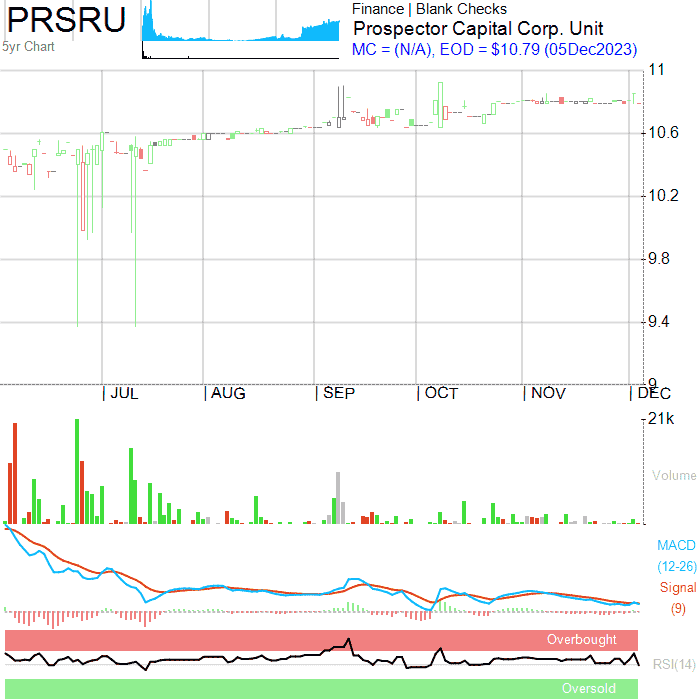 PRSRU
5yr Chart
Finance | Blank Checks
Prospector Capital Corp. Unit
MC = (N/A), EOD = $10.79 (05Dec2023)
11
10.6
10.2
9.8
9.4
9
| JUL | AUG | SEP | OCT | NOV | DEC
21k
Volume
MACD
(12-26)
Signal
(9)
Overbought
RSI(14)
Oversold